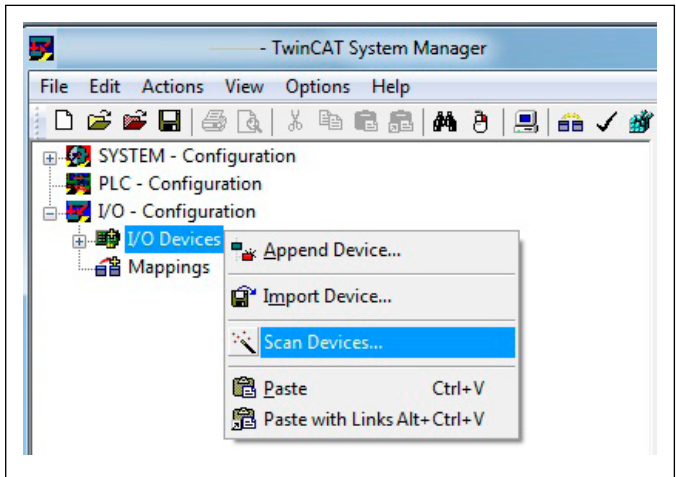 - TwinCAT System Manager
File Edit Actions View Options Help
SYSTEM - Configuration
PLC - Configuration
I/O - Configuration
I/O Devices
Mappings
Append Device...
Import Device...
Scan Devices...
Paste Ctrl+V
Paste with Links Alt+Ctrl+V